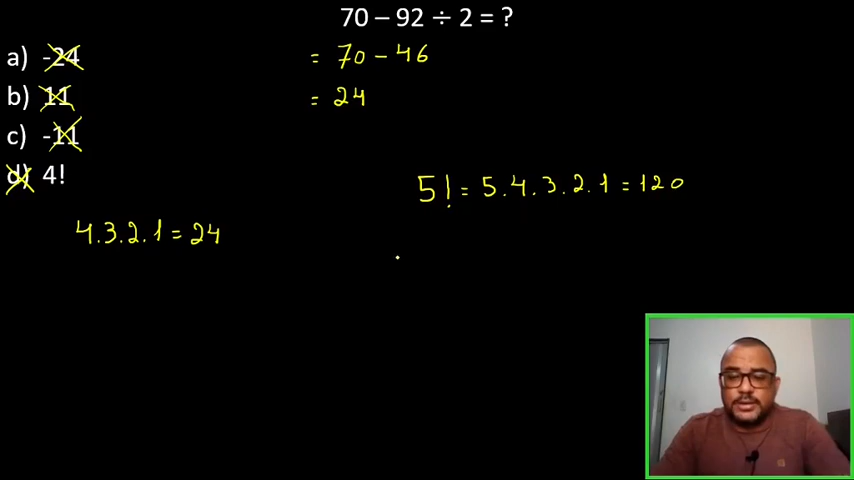 70 – 92 ÷ 2 = ?
a) -24
= 70 - 46
b) 11
= 24
c) -11
d) 4!
5! = 5.4.3.2.1 = 120
4.3.2.1 = 24